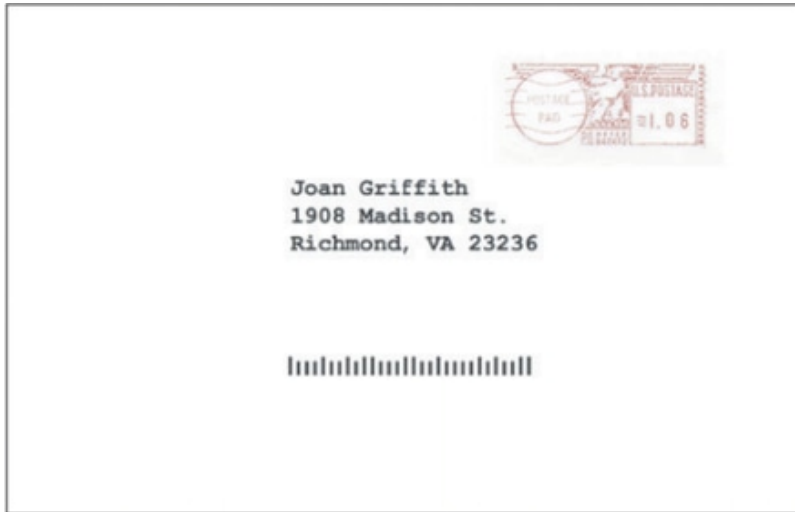 POSTAGE
PAID
U.S.POSTAGE
1.06
Joan Griffith
1908 Madison St.
Richmond, VA 23236